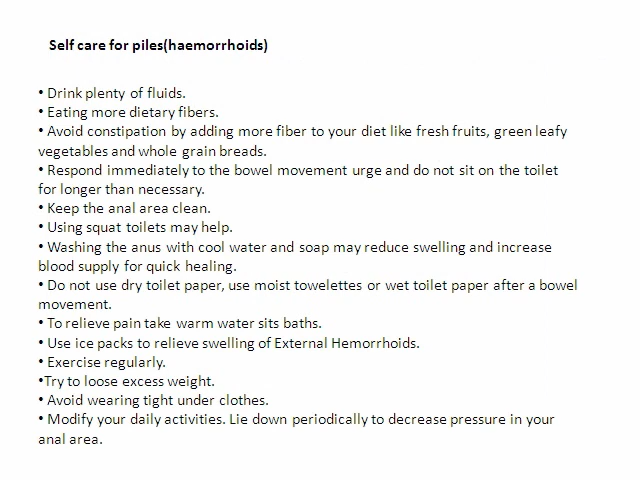 Self care for piles(haemorrhoids)
• Drink plenty of fluids.
• Eating more dietary fibers.
• Avoid constipation by adding more fiber to your diet like fresh fruits, green leafy
vegetables and whole grain breads.
• Respond immediately to the bowel movement urge and do not sit on the toilet
for longer than necessary.
• Keep the anal area clean.
• Using squat toilets may help.
• Washing the anus with cool water and soap may reduce swelling and increase
blood supply for quick healing.
• Do not use dry toilet paper, use moist towelettes or wet toilet paper after a bowel
movement.
• To relieve pain take warm water sits baths.
• Use ice packs to relieve swelling of External Hemorrhoids.
• Exercise regularly.
•Try to loose excess weight.
• Avoid wearing tight under clothes.
• Modify your daily activities. Lie down periodically to decrease pressure in your
anal area.